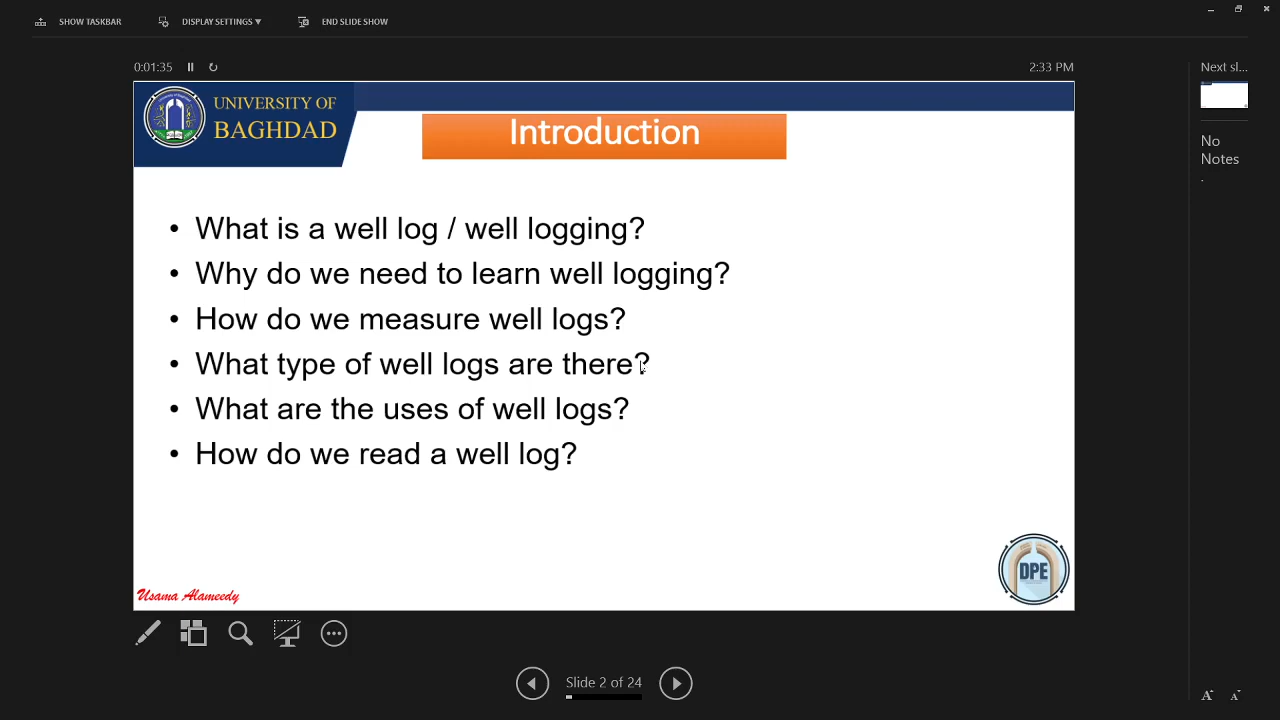 SHOW TASKBAR
DISPLAY SETTINGS
END SLIDE SHOW
0:01:35
2:33 PM
Next sl...
UNIVERSITY OF
BAGHDAD
Introduction
No
Notes
.
• What is a well log / well logging?
• Why do we need to learn well logging?
• How do we measure well logs?
• What type of well logs are there?
• What are the uses of well logs?
• How do we read a well log?
DPE
Usama Alameedy
Slide 2 of 24
A A